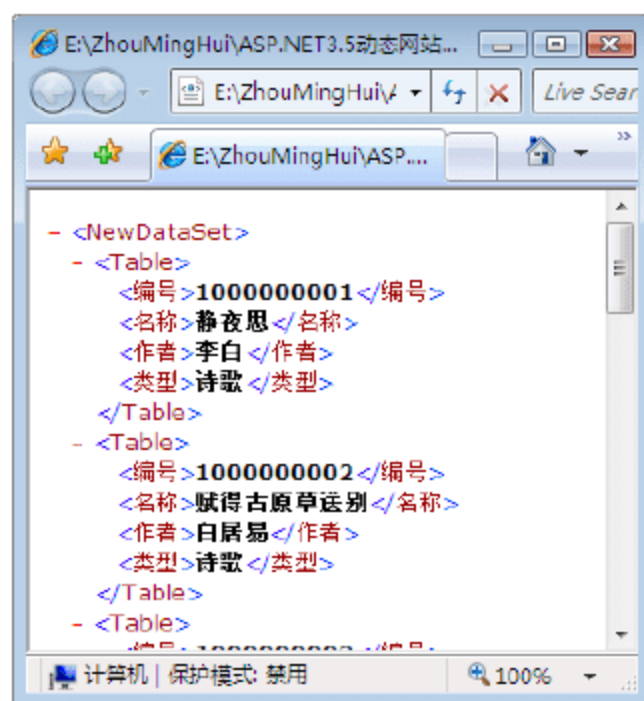 E:\ZhouMingHui\ASP.NET3.5动态网站...
E:\ZhouMingHui\A
Live Sear
E:\ZhouMingHui\ASP....
- <NewDataSet>
- <Table>
<编号>1000000001</编号>
<名称>静夜思</名称>
<作者>李白</作者>
<类型>诗歌</类型>
</Table>
- <Table>
<编号>1000000002</编号>
<名称>赋得古原草送别</名称>
<作者>白居易</作者>
<类型>诗歌</类型>
</Table>
- <Table>
计算机 | 保护模式: 禁用
100%